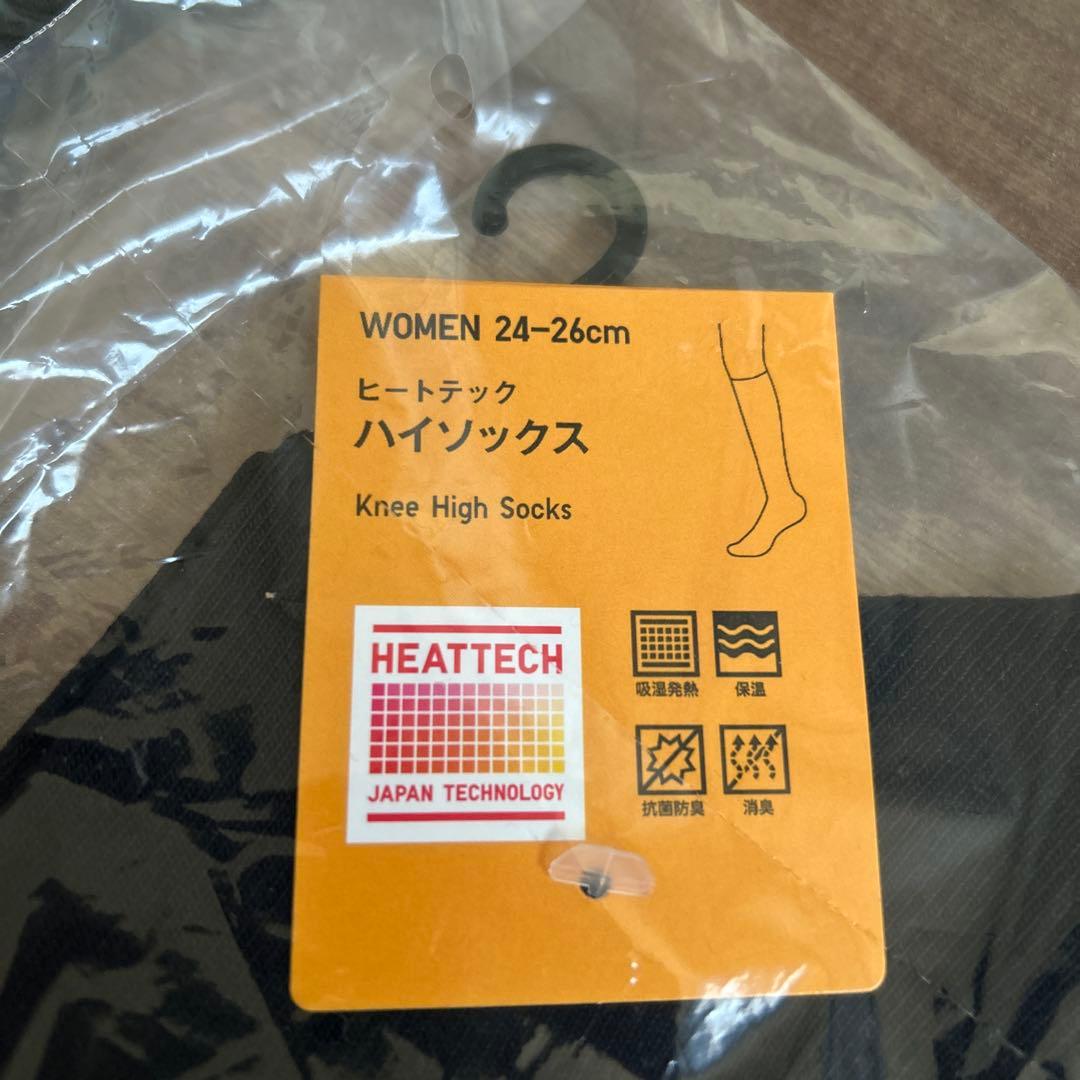 WOMEN 24–26cm
ヒートテック
ハイソックス
Knee High Socks
HEATTECH
JAPAN TECHNOLOGY
吸湿発熱
保温
抗菌防臭
消臭